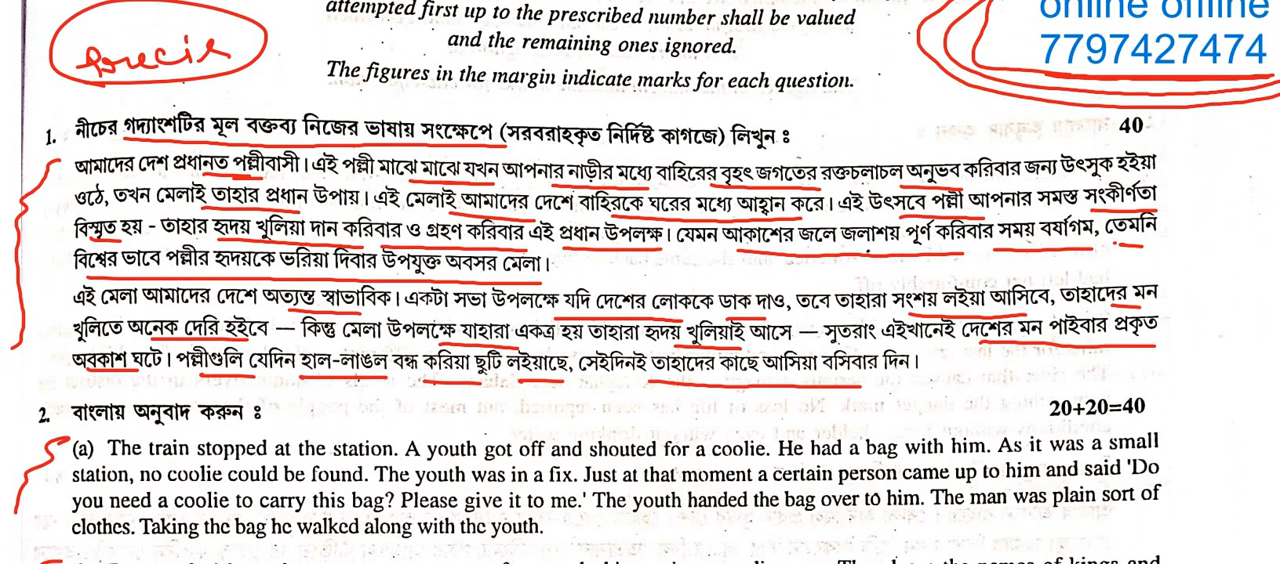 attempted first up to the prescribed number shall be valued
and the remaining ones ignored.
The figures in the margin indicate marks for each question.
precis
online offline
7797427474
1. নীচের গদ্যাংশটির মূল বক্তব্য নিজের ভাষায় সংক্ষেপে (সরবরাহকৃত নির্দিষ্ট কাগজে) লিখুন : 40
আমাদের দেশ প্রধানত পল্লীবাসী। এই পল্লী মাঝে মাঝে যখন আপনার নাড়ীর মধ্যে বাহিরের বৃহৎ জগতের রক্তচলাচল অনুভব করিবার জন্য উৎসুক হইয়া
ওঠে, তখন মেলাই তাহার প্রধান উপায়। এই মেলাই আমাদের দেশে বাহিরকে ঘরের মধ্যে আহ্বান করে। এই উৎসবে পল্লী আপনার সমস্ত সংকীর্ণতা
বিস্মৃত হয় - তাহার হৃদয় খুলিয়া দান করিবার ও গ্রহণ করিবার এই প্রধান উপলক্ষ। যেমন আকাশের জলে জলাশয় পূর্ণ করিবার সময় বর্ষাগম, তেমনি
বিশ্বের ভাবে পল্লীর হৃদয়কে ভরিয়া দিবার উপযুক্ত অবসর মেলা।
এই মেলা আমাদের দেশে অত্যন্ত স্বাভাবিক। একটা সভা উপলক্ষে যদি দেশের লোককে ডাক দাও, তবে তাহারা সংশয় লইয়া আসিবে, তাহাদের মন
খুলিতে অনেক দেরি হইবে — কিন্তু মেলা উপলক্ষে যাহারা একত্র হয় তাহারা হৃদয় খুলিয়াই আসে — সুতরাং এইখানেই দেশের মন পাইবার প্রকৃত
অবকাশ ঘটে। পল্লীগুলি যেদিন হাল-লাঙল বন্ধ করিয়া ছুটি লইয়াছে, সেইদিনই তাহাদের কাছে আসিয়া বসিবার দিন।
2. বাংলায় অনুবাদ করুন : 20+20=40
(a) The train stopped at the station. A youth got off and shouted for a coolie. He had a bag with him. As it was a small
station, no coolie could be found. The youth was in a fix. Just at that moment a certain person came up to him and said 'Do
you need a coolie to carry this bag? Please give it to me.' The youth handed the bag over to him. The man was plain sort of
clothes. Taking the bag he walked along with the youth.